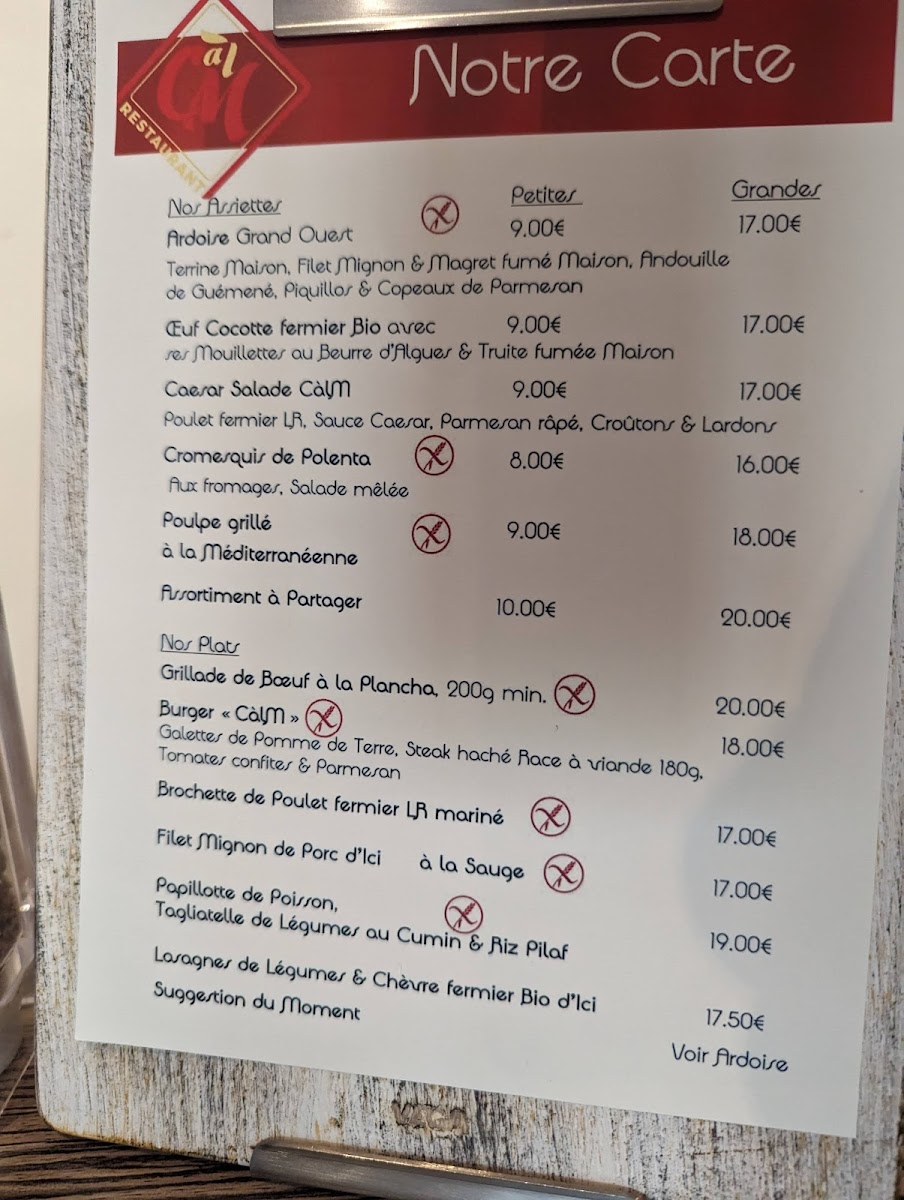 àl
CM
RESTAURANT
Notre Carte
Nos Assiettes Petites Grandes
Ardoise Grand Ouest 9.00€ 17.00€
Terrine Maison, Filet Mignon & Magret fumé Maison, Andouille
de Guémené, Piquillos & Copeaux de Parmesan
Œuf Cocotte fermier Bio avec 9.00€ 17.00€
ses Mouillettes au Beurre d'Algues & Truite fumée Maison
Caesar Salade CàlM 9.00€ 17.00€
Poulet fermier LR, Sauce Caesar, Parmesan râpé, Croûtons & Lardons
Cromesquis de Polenta 8.00€ 16.00€
Aux fromages, Salade mêlée
Poulpe grillé 9.00€ 18.00€
à la Méditerranéenne
Assortiment à Partager 10.00€ 20.00€
Nos Plats
Grillade de Bœuf à la Plancha, 200g min. 20.00€
Burger « CàlM » 18.00€
Galettes de Pomme de Terre, Steak haché Race à viande 180g,
Tomates confites & Parmesan
Brochette de Poulet fermier LR mariné 17.00€
Filet Mignon de Porc d'Ici à la Sauge 17.00€
Papillotte de Poisson,
Tagliatelle de Légumes au Cumin & Riz Pilaf 19.00€
Lasagnes de Légumes & Chèvre fermier Bio d'Ici 17.50€
Suggestion du Moment Voir Ardoise